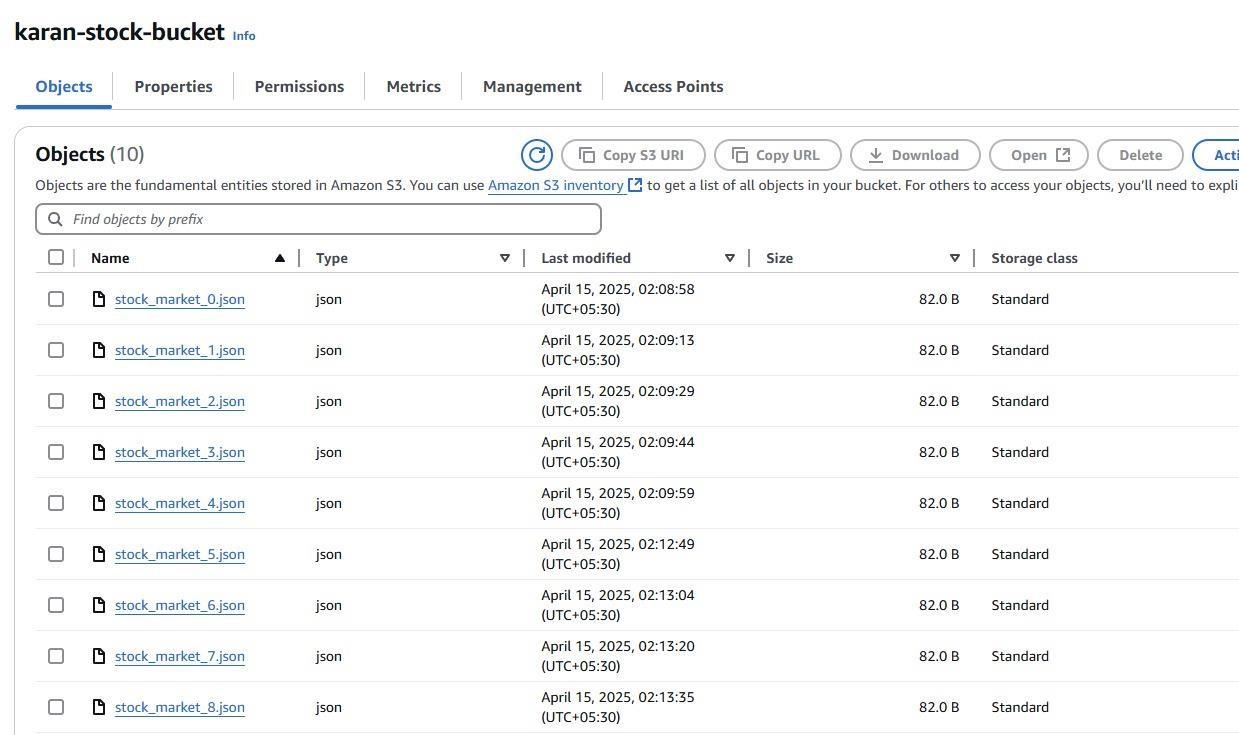 karan-stock-bucket Info
Objects Properties Permissions Metrics Management Access Points
Objects (10) Copy S3 URI Copy URL Download Open Delete
Objects are the fundamental entities stored in Amazon S3. You can use Amazon S3 inventory to get a list of all objects in your bucket. For others to access your objects, you'll need to
Find objects by prefix
Name Type Last modified Size Storage class
stock_market_0.json json April 15, 2025, 02:08:58 82.0 B Standard
(UTC+05:30)
stock_market_1.json json April 15, 2025, 02:09:13 82.0 B Standard
(UTC+05:30)
stock_market_2.json json April 15, 2025, 02:09:29 82.0 B Standard
(UTC+05:30)
stock_market_3.json json April 15, 2025, 02:09:44 82.0 B Standard
(UTC+05:30)
stock_market_4.json json April 15, 2025, 02:09:59 82.0 B Standard
(UTC+05:30)
stock_market_5.json json April 15, 2025, 02:12:49 82.0 B Standard
(UTC+05:30)
stock_market_6.json json April 15, 2025, 02:13:04 82.0 B Standard
(UTC+05:30)
stock_market_7.json json April 15, 2025, 02:13:20 82.0 B Standard
(UTC+05:30)
stock_market_8.json json April 15, 2025, 02:13:35 82.0 B Standard
(UTC+05:30)